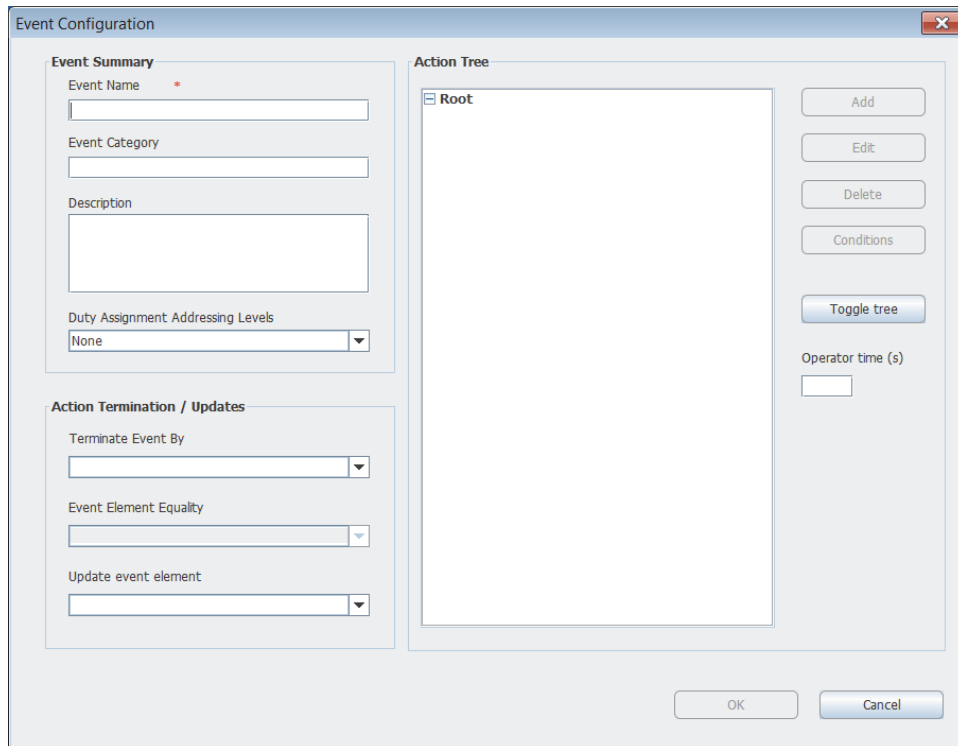 Event Configuration
Event Summary
Event Name *
Event Category
Description
Duty Assignment Addressing Levels
None
Action Termination / Updates
Terminate Event By
Event Element Equality
Update event element
Action Tree
Root
Add
Edit
Delete
Conditions
Toggle tree
Operator time (s)
OK
Cancel